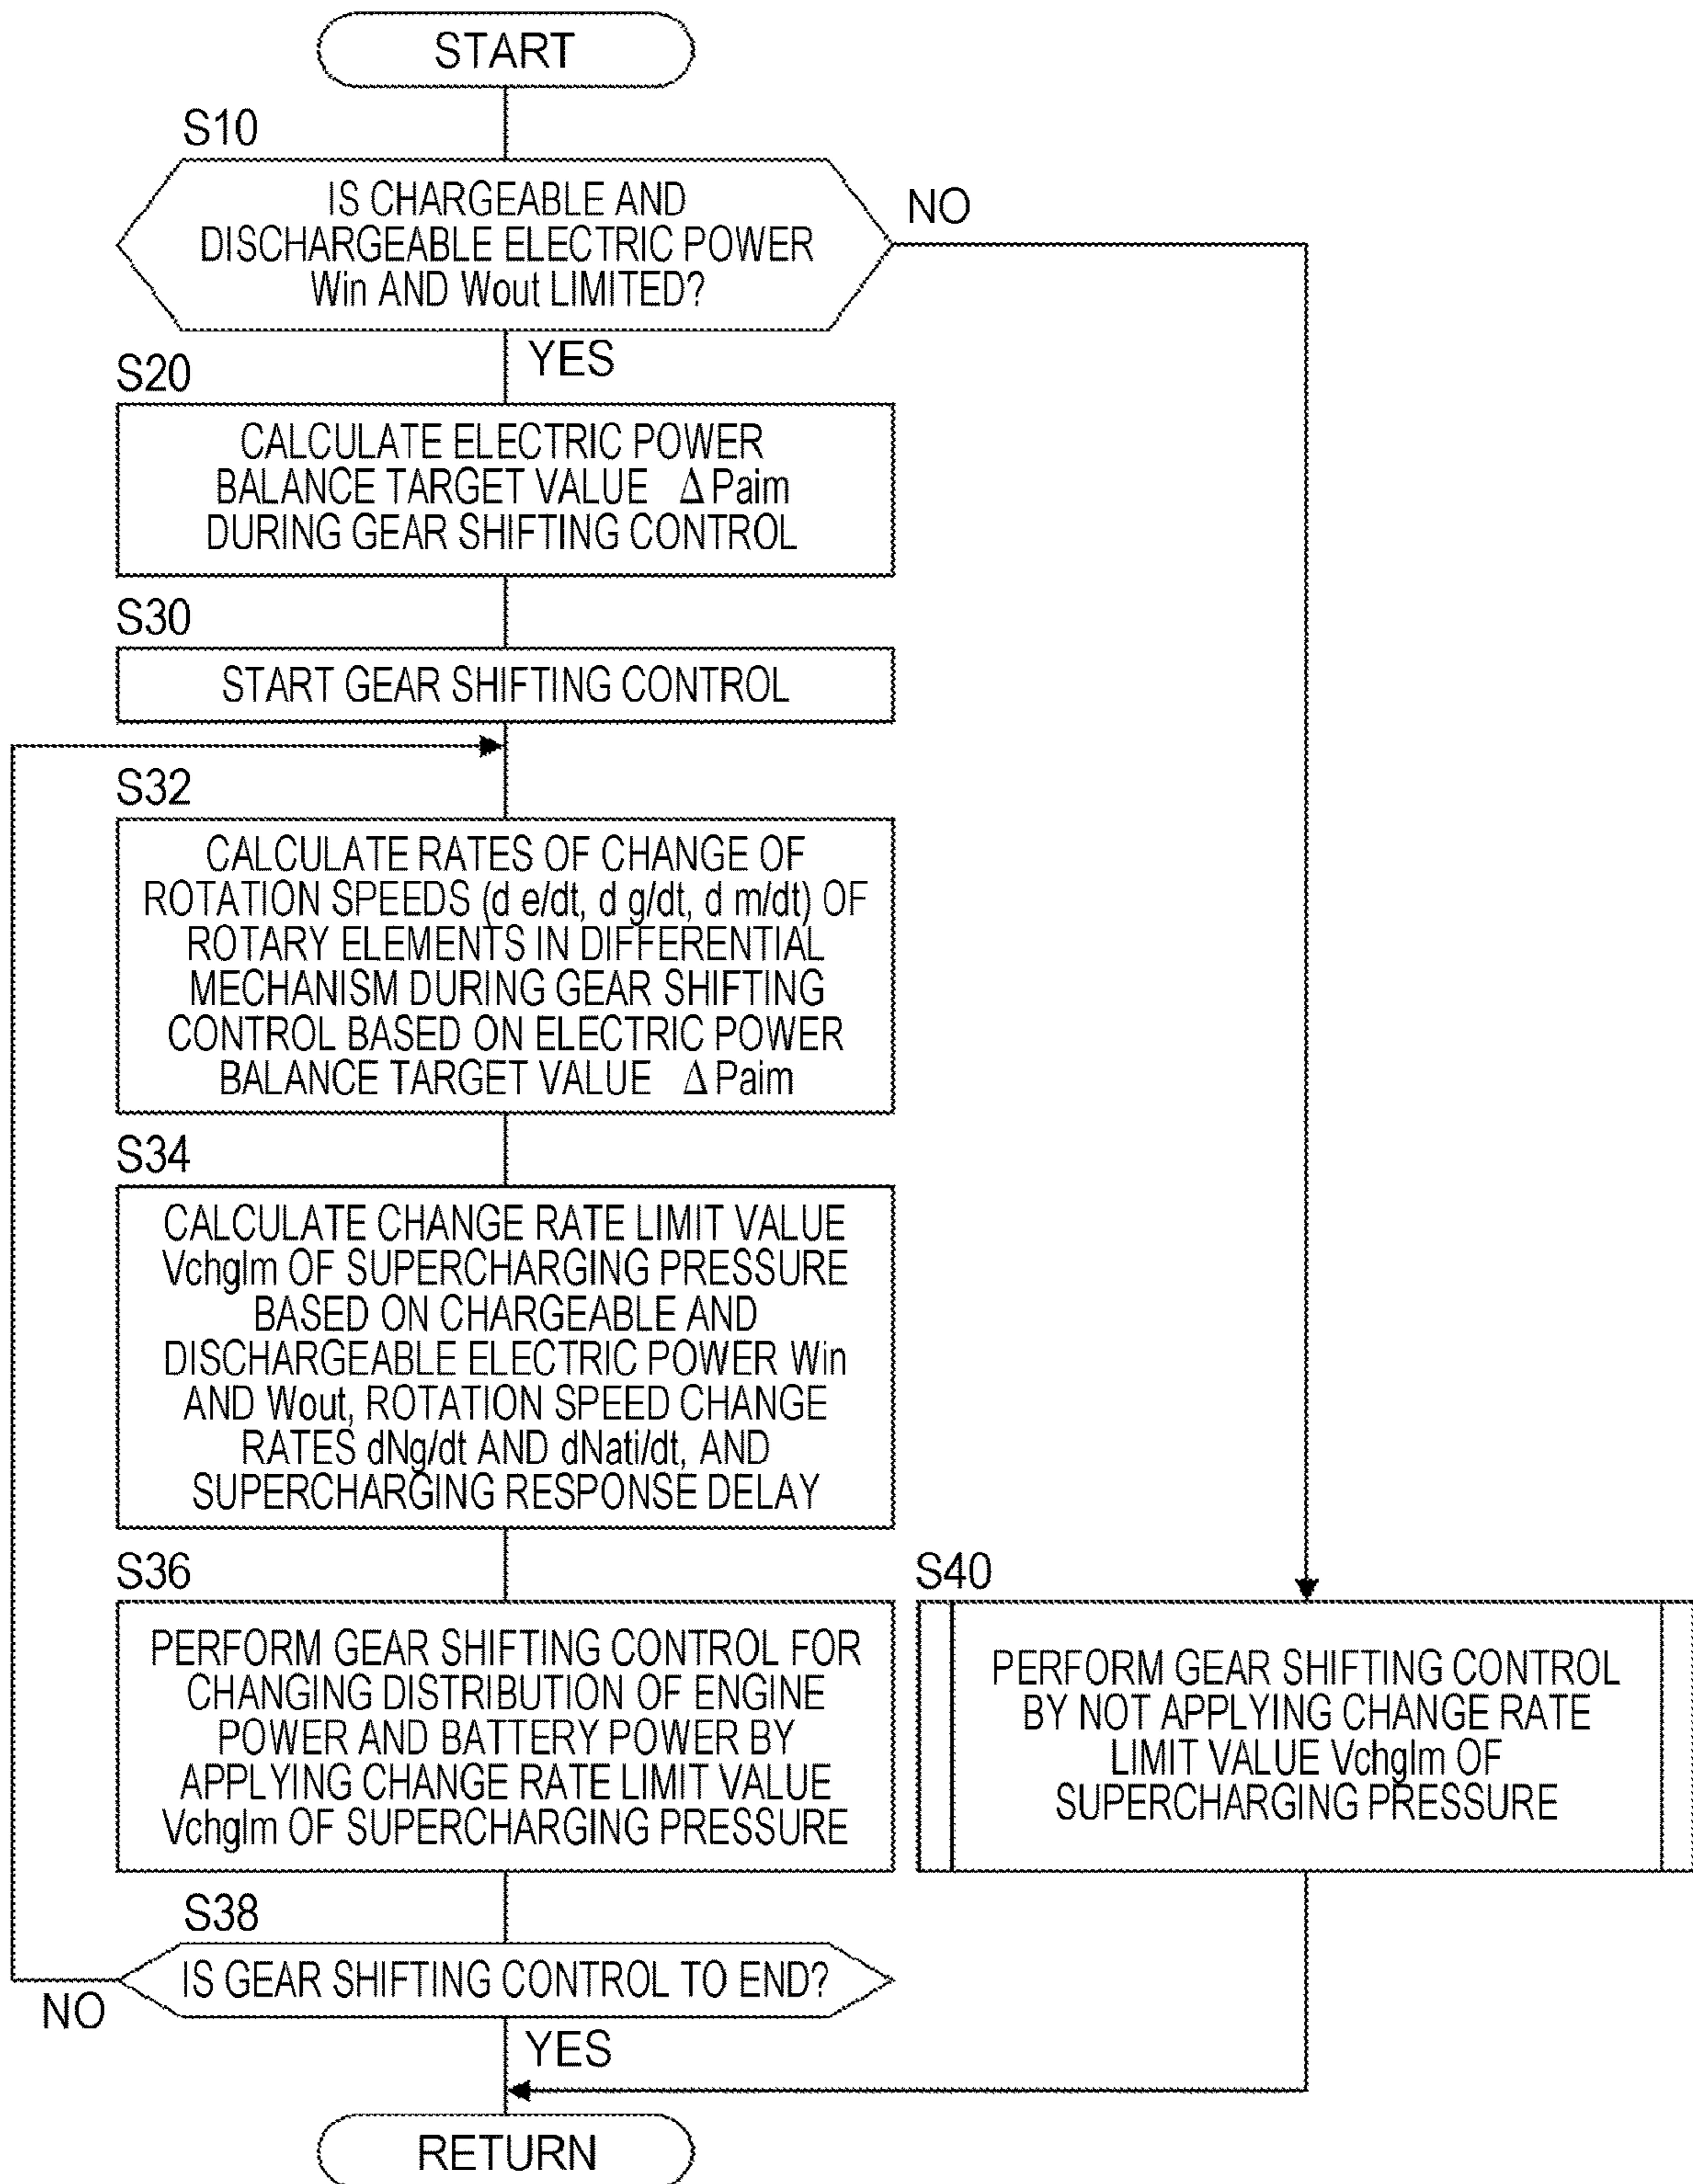 START
S10
IS CHARGEABLE AND
DISCHARGEABLE ELECTRIC POWER
Win AND Wout LIMITED?
NO
YES
S20
CALCULATE ELECTRIC POWER
BALANCE TARGET VALUE ΔPaim
DURING GEAR SHIFTING CONTROL
S30
START GEAR SHIFTING CONTROL
S32
CALCULATE RATES OF CHANGE OF
ROTATION SPEEDS (d e/dt, d g/dt, d m/dt) OF
ROTARY ELEMENTS IN DIFFERENTIAL
MECHANISM DURING GEAR SHIFTING
CONTROL BASED ON ELECTRIC POWER
BALANCE TARGET VALUE ΔPaim
S34
CALCULATE CHANGE RATE LIMIT VALUE
Vchglm OF SUPERCHARGING PRESSURE
BASED ON CHARGEABLE AND
DISCHARGEABLE ELECTRIC POWER Win
AND Wout, ROTATION SPEED CHANGE
RATES dNg/dt AND dNati/dt, AND
SUPERCHARGING RESPONSE DELAY
S36
PERFORM GEAR SHIFTING CONTROL FOR
CHANGING DISTRIBUTION OF ENGINE
POWER AND BATTERY POWER BY
APPLYING CHANGE RATE LIMIT VALUE
Vchglm OF SUPERCHARGING PRESSURE
S40
PERFORM GEAR SHIFTING CONTROL
BY NOT APPLYING CHANGE RATE
LIMIT VALUE Vchglm OF
SUPERCHARGING PRESSURE
S38
IS GEAR SHIFTING CONTROL TO END?
NO
YES
RETURN